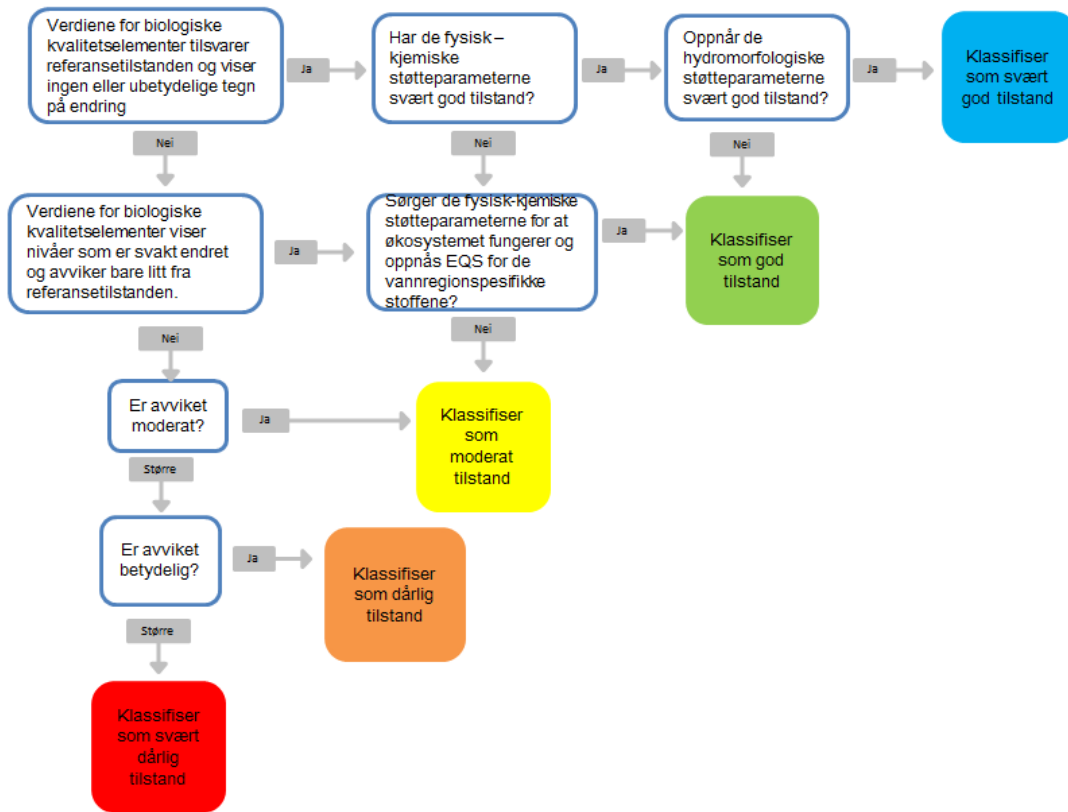 Verdiene for biologiske
kvalitetselementer tilsvarer
referansetilstanden og viser
ingen eller ubetydelige tegn
på endring
Ja
Har de fysisk –
kjemiske
støtteparameterne
svært god tilstand?
Ja
Oppnår de
hydromorfologiske
støtteparameterne
svært god tilstand?
Ja
Klassifiser
som svært
god tilstand
Nei
Nei
Nei
Verdiene for biologiske
kvalitetselementer viser
nivåer som er svakt endret
og avviker bare litt fra
referansetilstanden.
Ja
Sørger de fysisk-kjemiske
støtteparameterne for at
økosystemet fungerer og
oppnås EQS for de
vannregionspesifikke
stoffene?
Ja
Klassifiser
som god
tilstand
Nei
Nei
Er avviket
moderat?
Ja
Klassifiser
som
moderat
tilstand
Større
Er avviket
betydelig?
Ja
Klassifiser
som dårlig
tilstand
Større
Klassifiser
som svært
dårlig
tilstand